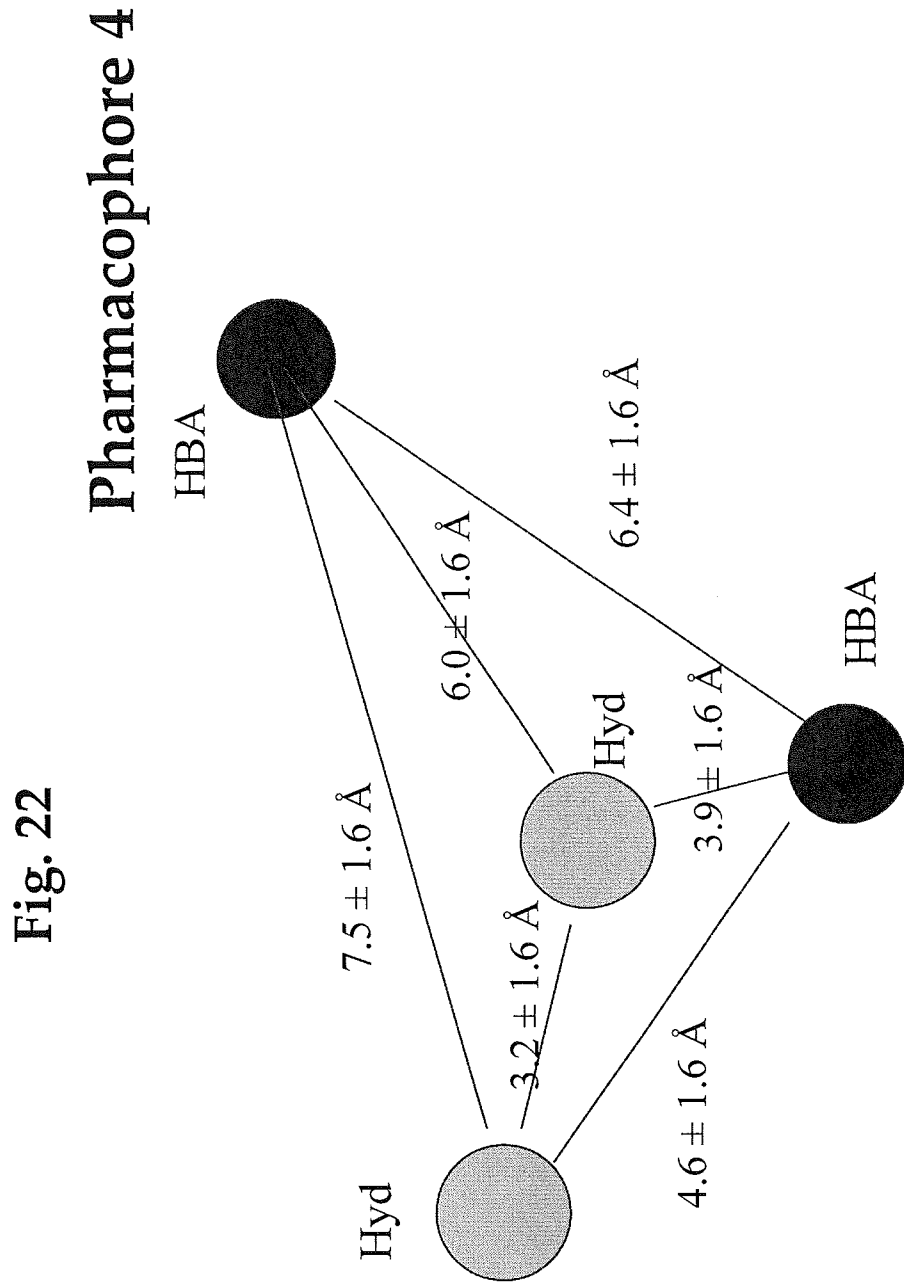 Fig. 22
Pharmacophore 4
HBA
7.5 ± 1.6 Å
Hyd
6.0 ± 1.6 Å
3.2 ± 1.6 Å
Hyd
6.4 ± 1.6 Å
4.6 ± 1.6 Å
3.9 ± 1.6 Å
HBA